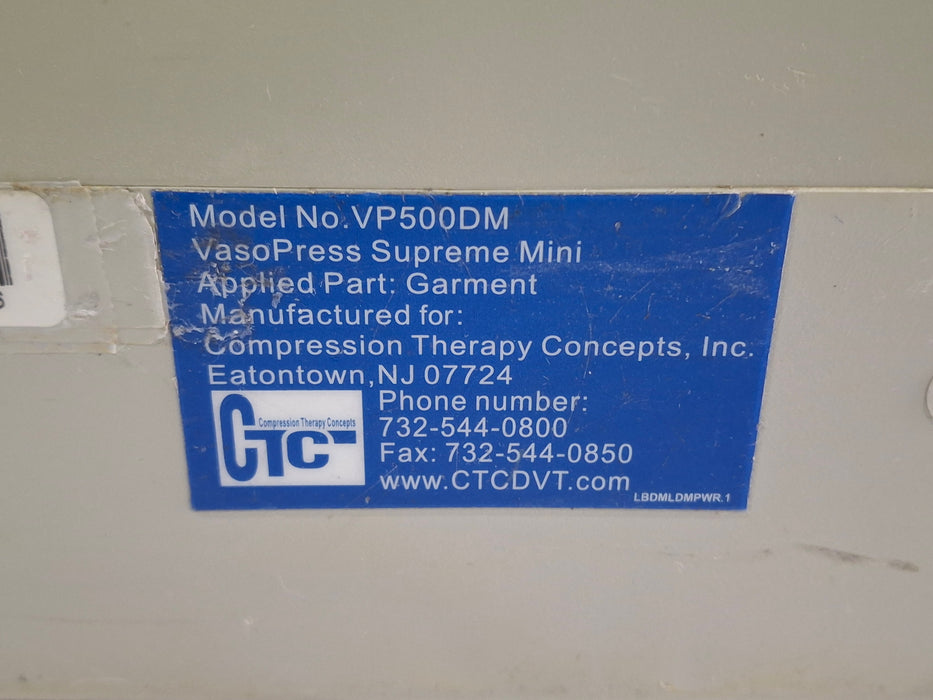 Model No.VP500DM
VasoPress Supreme Mini
Applied Part: Garment
Manufactured for:
Compression Therapy Concepts, Inc.
Eatontown,NJ 07724
CTC
Compression Therapy Concepts
Phone number:
732-544-0800
Fax: 732-544-0850
www.CTCDVT.com
LBDMLDMPWR.1